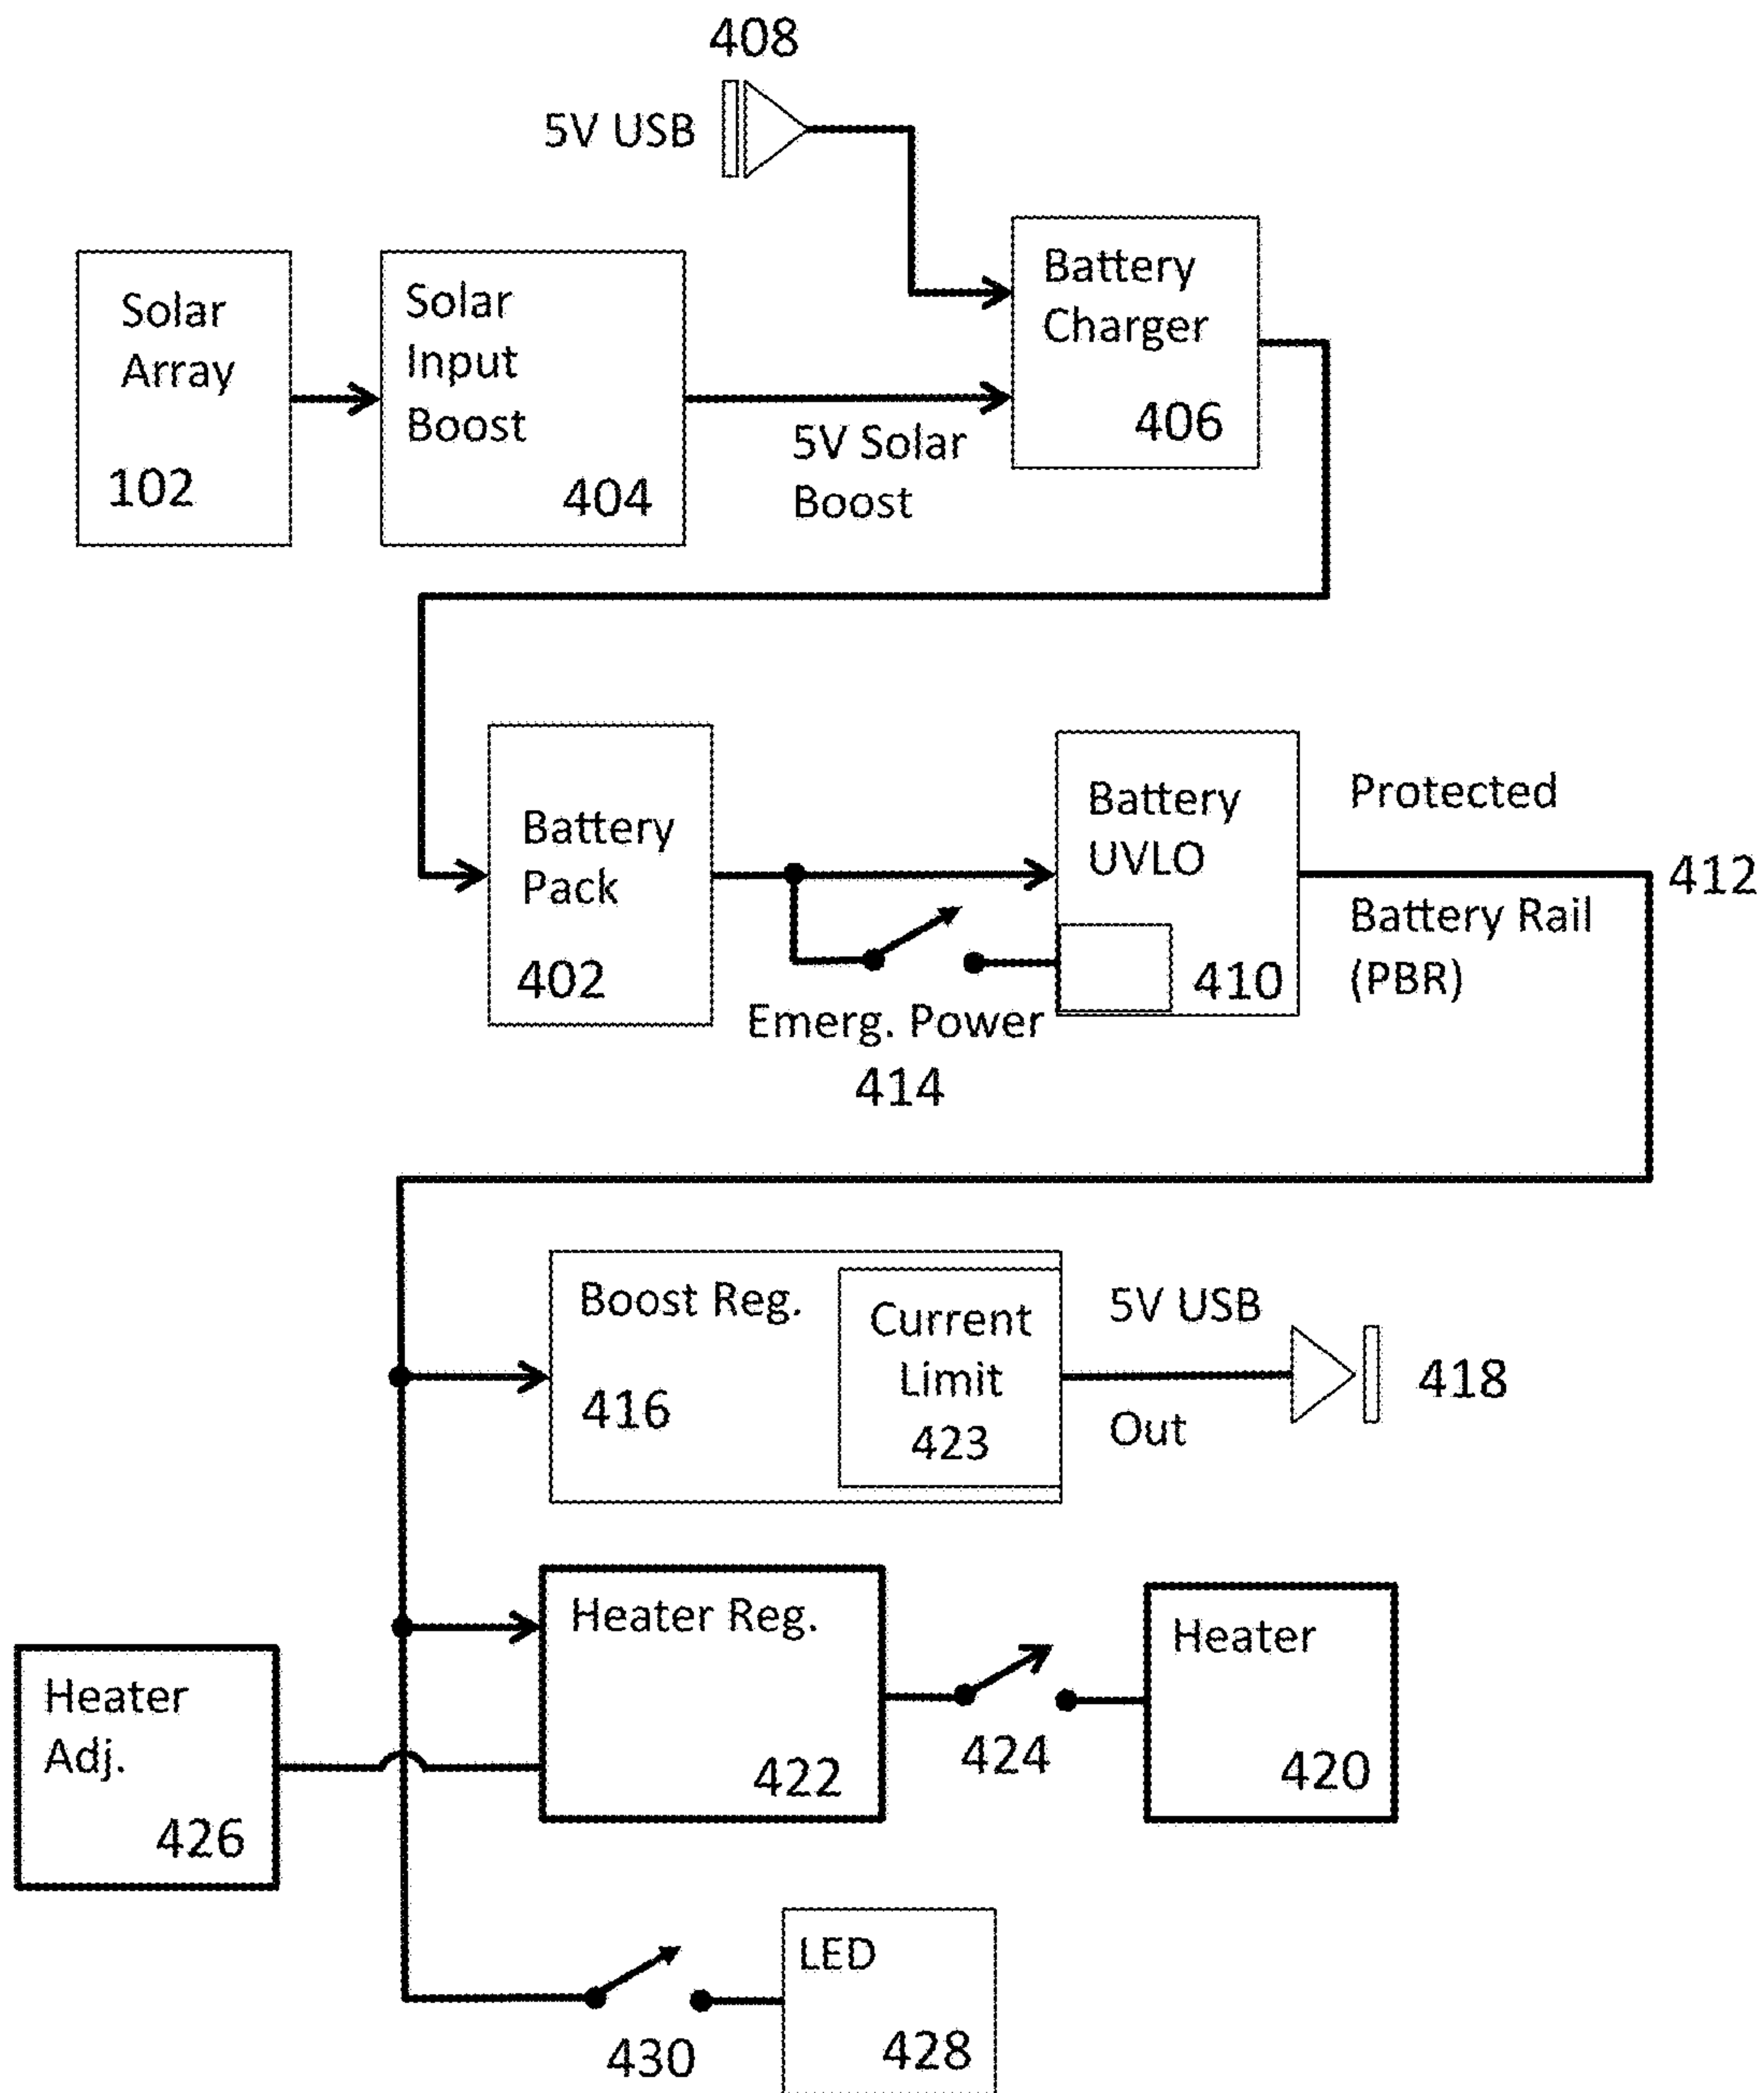 408
5V USB
Battery
Charger
406
Solar
Array
102
Solar
Input
Boost
404
5V Solar
Boost
Battery
Pack
402
Battery
UVLO
410
Protected
412
Battery Rail
(PBR)
Emerg. Power
414
Boost Reg.
416
Current
Limit
423
5V USB
Out
418
Heater Reg.
422
424
Heater
420
Heater
Adj.
426
LED
428
430